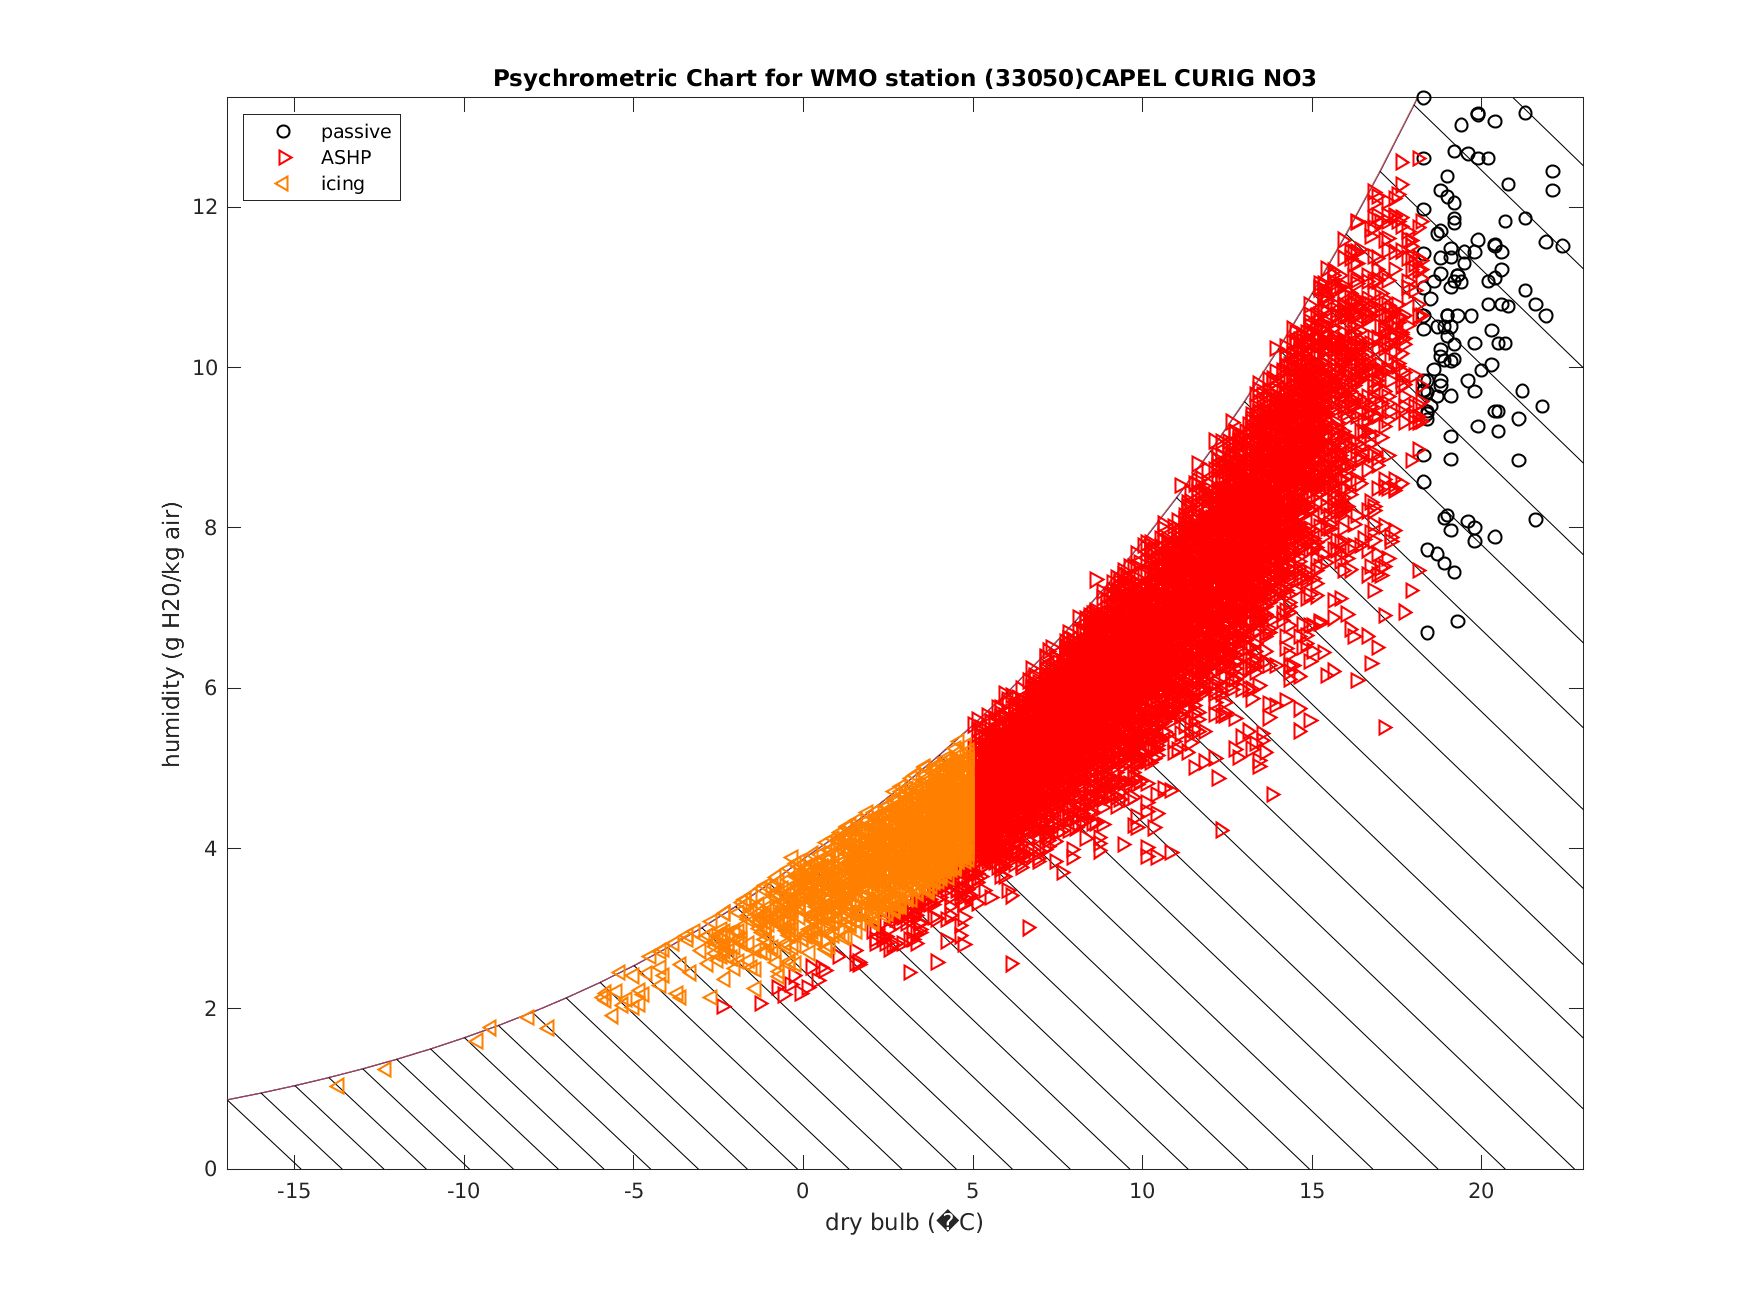 Psychrometric Chart for WMO station (33050)CAPEL CURIG NO3
passive
ASHP
icing
humidity (g H20/kg air)
12
10
8
6
4
2
0
-15 -10 -5 0 5 10 15 20
dry bulb (�C)